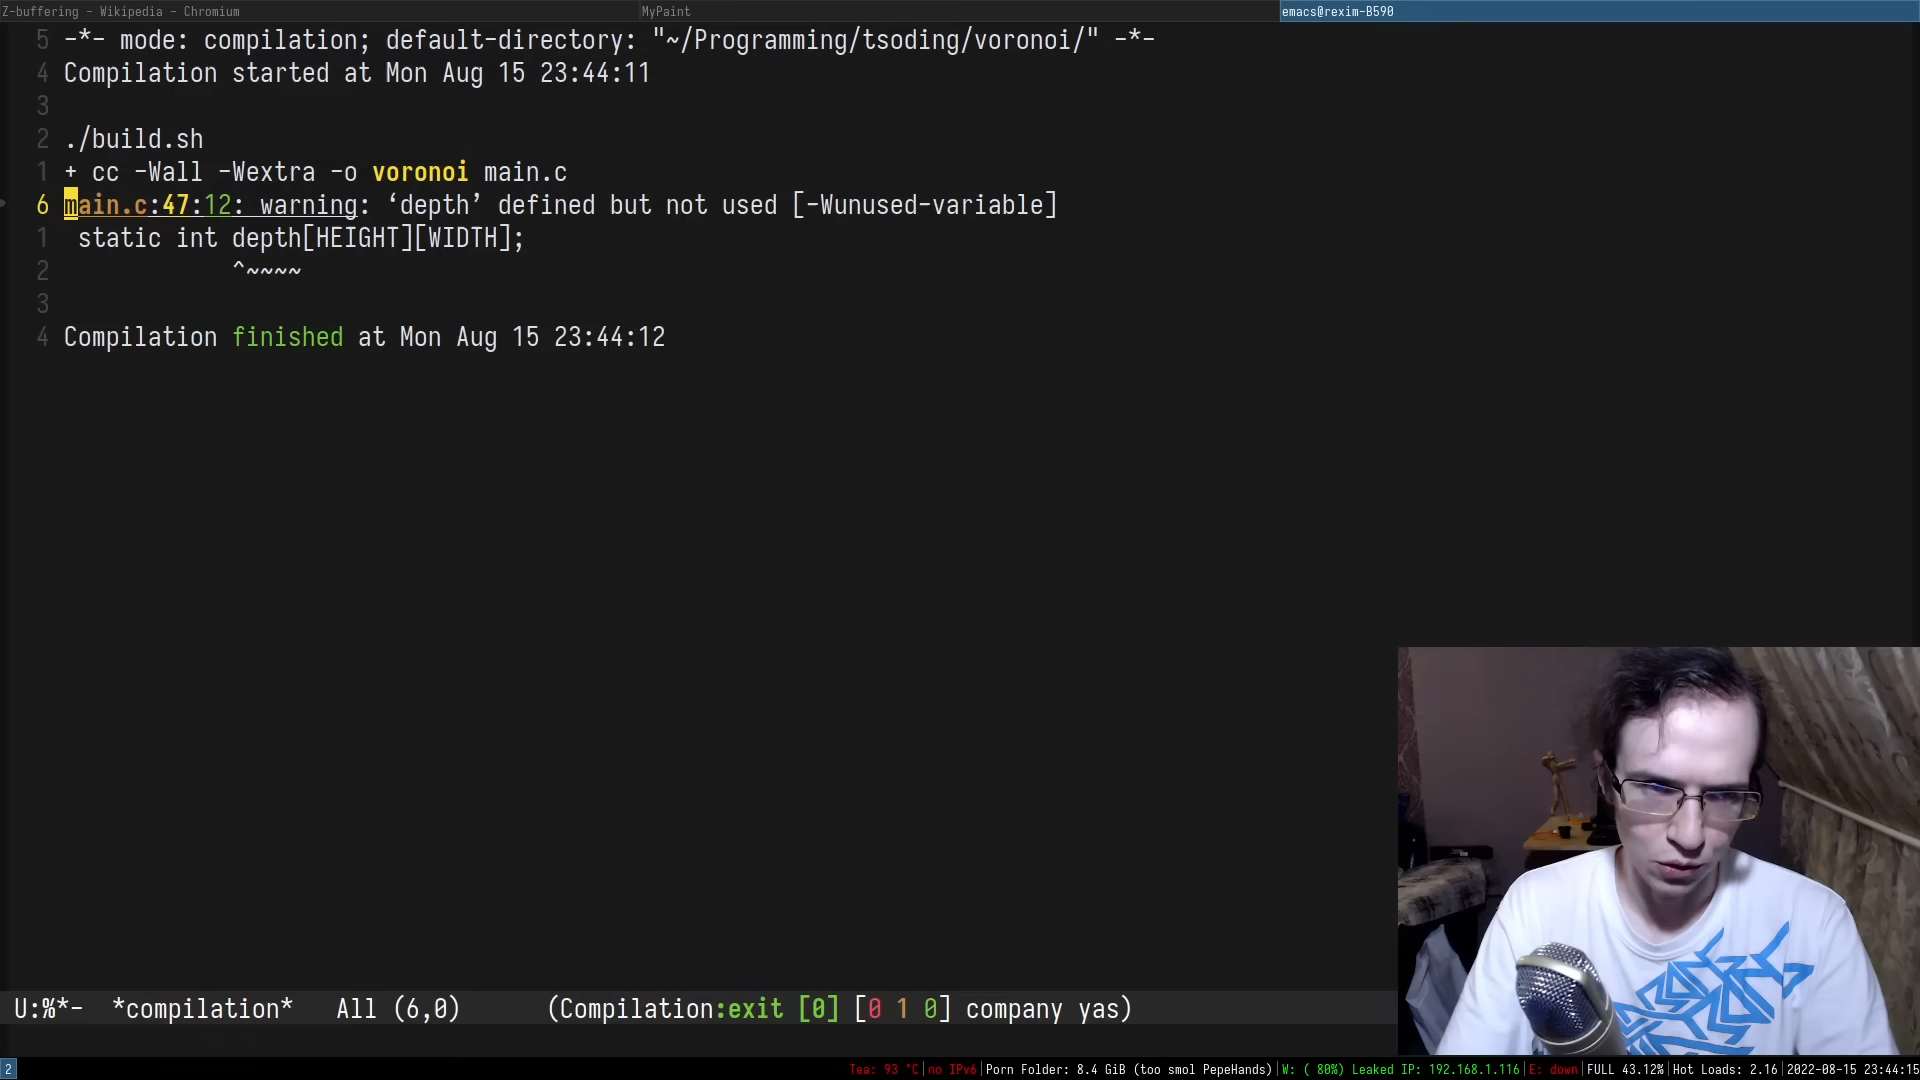 Z-buffering - Wikipedia - Chromium
MyPaint
emacs@rexim-B590
5 -*- mode: compilation; default-directory: "~/Programming/tsoding/voronoi/" -*-
4 Compilation started at Mon Aug 15 23:44:11
3
2 ./build.sh
1 + cc -Wall -Wextra -o voronoi main.c
6 main.c:47:12: warning: ‘depth’ defined but not used [-Wunused-variable]
1  static int depth[HEIGHT][WIDTH];
2             ^~~~~
3
4 Compilation finished at Mon Aug 15 23:44:12
U:%*-  *compilation*   All (6,0)      (Compilation:exit [0] [0 1 0] company yas)
2
Tea: 93 °C|no IPv6|Porn Folder: 8.4 GiB (too smol PepeHands)|W: ( 80%) Leaked IP: 192.168.1.116|E: down|FULL 43.12%|Hot Loads: 2.16|2022-08-15 23:44:15